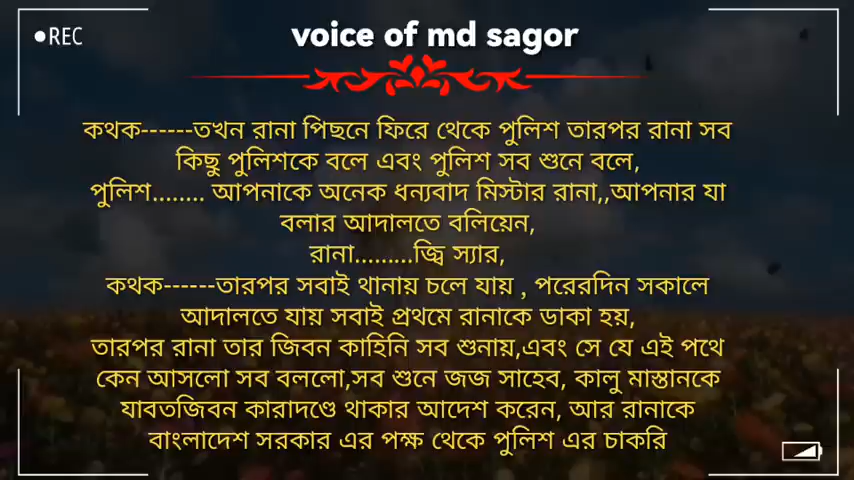 ●REC
voice of md sagor
কথক------তখন রানা পিছনে ফিরে থেকে পুলিশ তারপর রানা সব
কিছু পুলিশকে বলে এবং পুলিশ সব শুনে বলে,
পুলিশ........ আপনাকে অনেক ধন্যবাদ মিস্টার রানা,,আপনার যা
বলার আদালতে বলিয়েন,
রানা.........জ্বি স্যার,
কথক------তারপর সবাই থানায় চলে যায় , পরেরদিন সকালে
আদালতে যায় সবাই প্রথমে রানাকে ডাকা হয়,
তারপর রানা তার জিবন কাহিনি সব শুনায়,এবং সে যে এই পথে
কেন আসলো সব বললো,সব শুনে জজ সাহেব, কালু মাস্তানকে
যাবতজিবন কারাদণ্ডে থাকার আদেশ করেন, আর রানাকে
বাংলাদেশ সরকার এর পক্ষ থেকে পুলিশ এর চাকরি